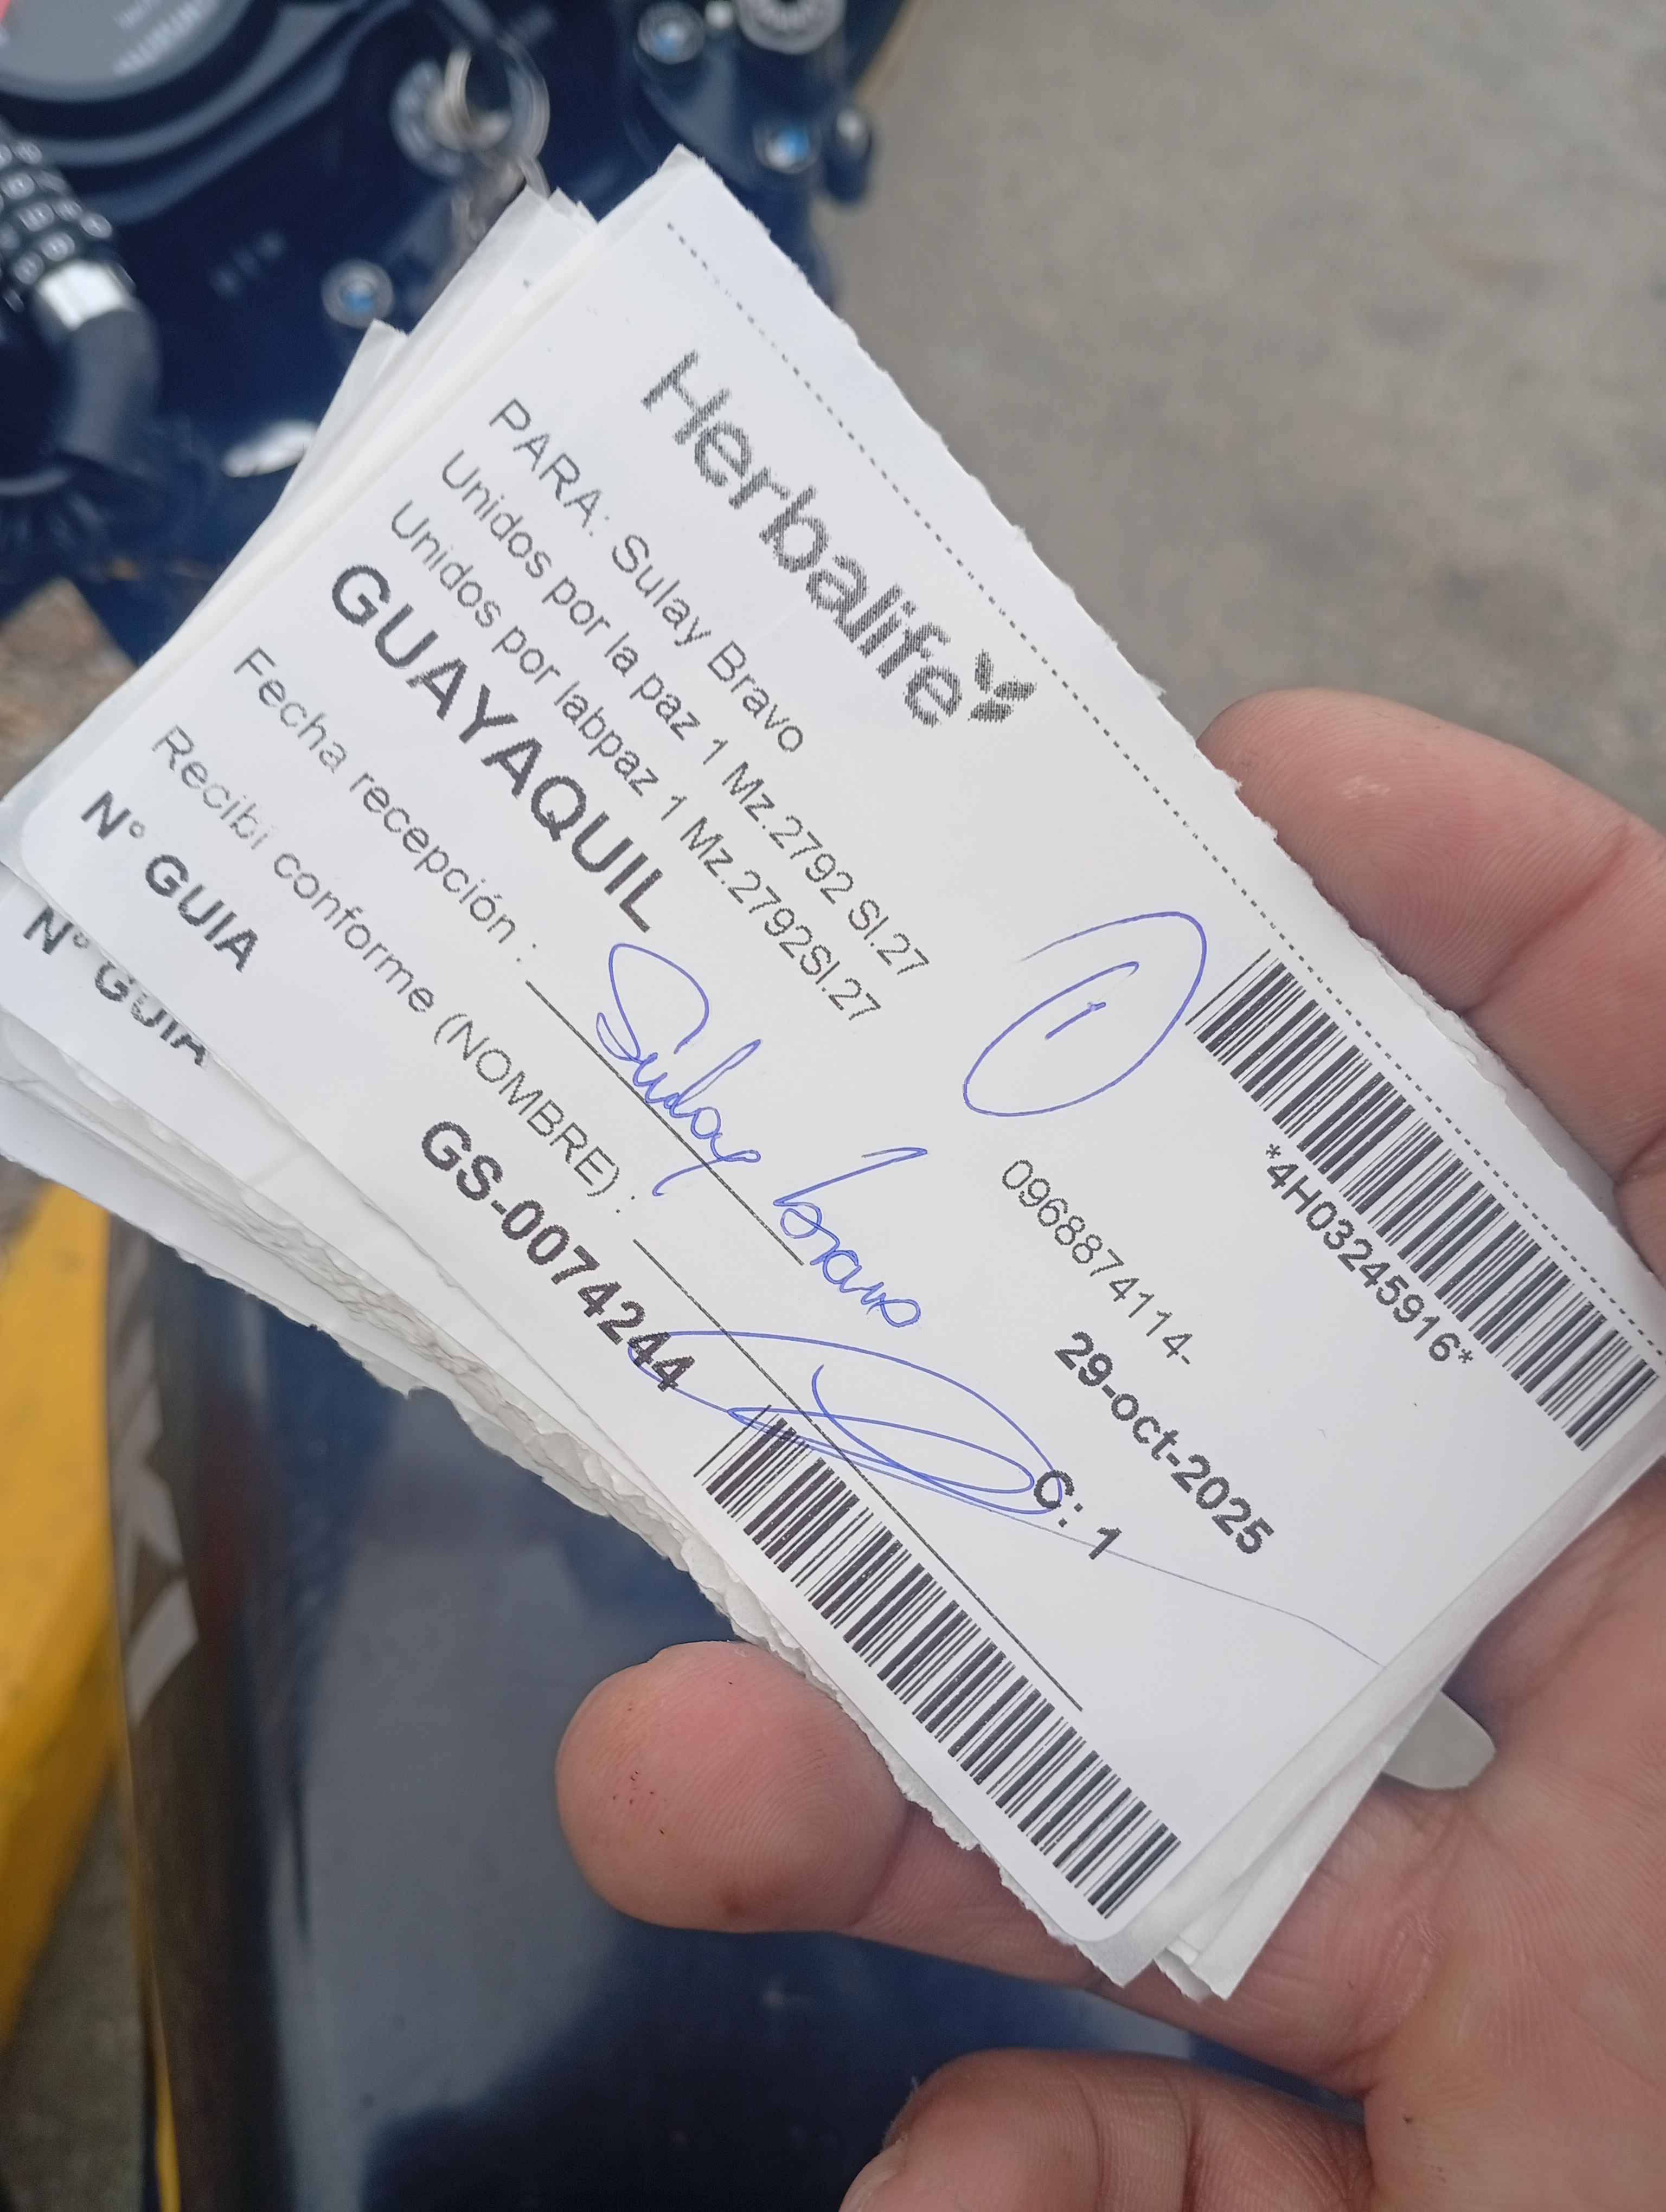 Herbalife
*4H03245916*
PARA: Sulay Bravo
Unidos por la paz 1 Mz.2792 Sl.27
Unidos por labpaz 1 Mz.2792Sl.27
1
0968874114-
GUAYAQUIL
29-oct-2025
Fecha recepción :
Sulay bravo
C: 1
Recibí conforme (NOMBRE) :
N° GUIA
GS-0074244
N° GUIA